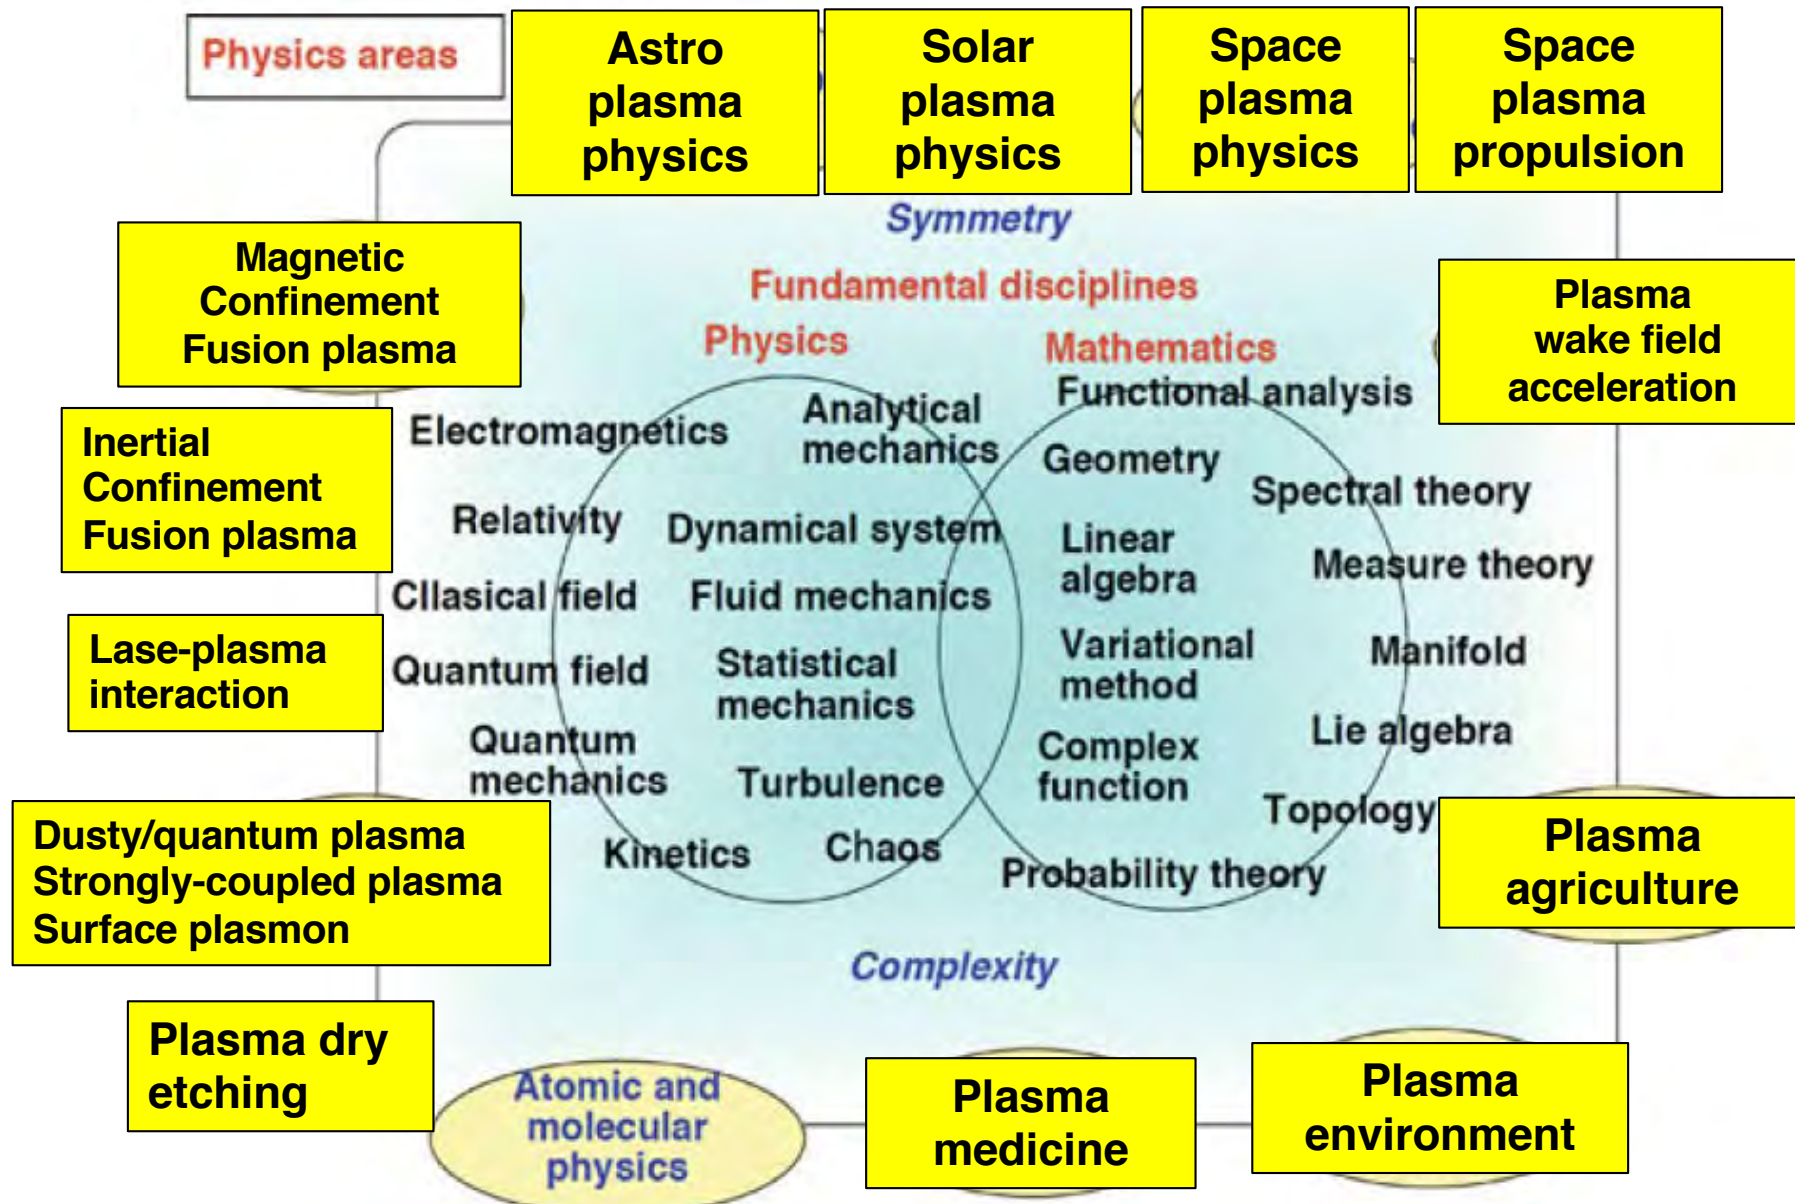 Physics areas
Astro
plasma
physics
Solar
plasma
physics
Space
plasma
physics
Space
plasma
propulsion
Symmetry
Magnetic
Confinement
Fusion plasma
Fundamental disciplines
Physics
Mathematics
Plasma
wake field
acceleration
Inertial
Confinement
Fusion plasma
Electromagnetics
Analytical
mechanics
Relativity
Dynamical system
Cllasical field
Fluid mechanics
Quantum field
Statistical
mechanics
Quantum
mechanics
Turbulence
Kinetics
Chaos
Functional analysis
Geometry
Spectral theory
Linear
algebra
Measure theory
Variational
method
Manifold
Complex
function
Lie algebra
Topology
Probability theory
Lase-plasma
interaction
Dusty/quantum plasma
Strongly-coupled plasma
Surface plasmon
Plasma
agriculture
Complexity
Plasma dry
etching
Atomic and
molecular
physics
Plasma
medicine
Plasma
environment